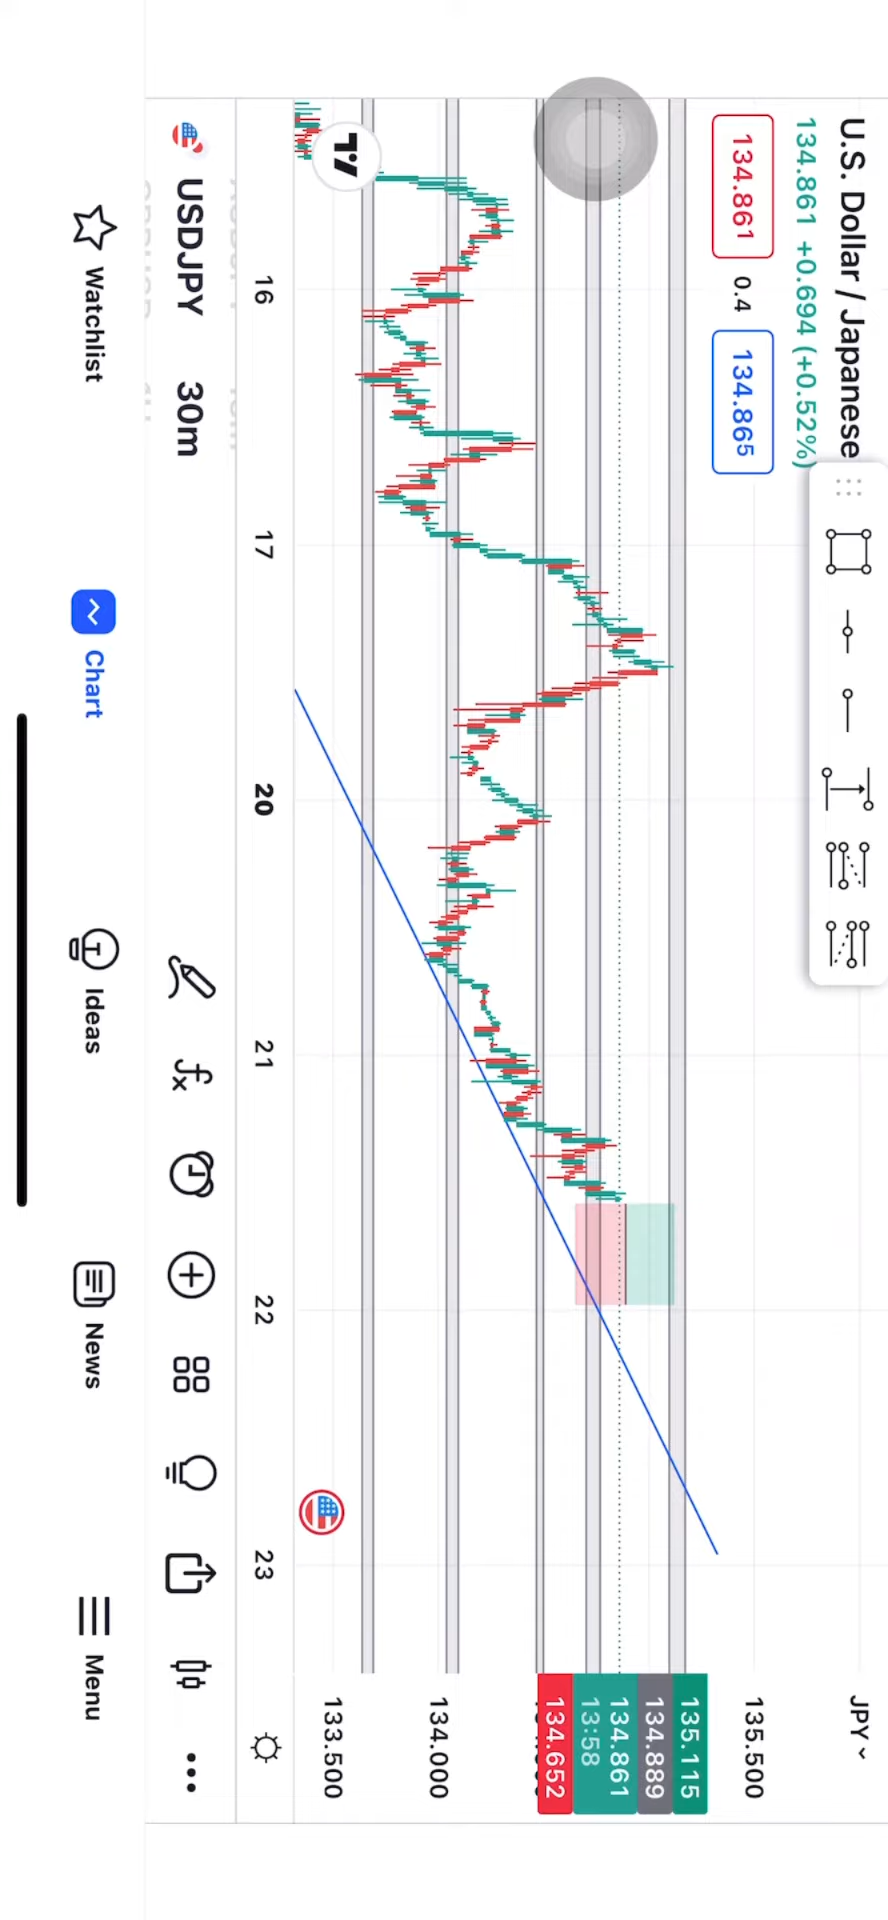 U.S. Dollar / Japanese
134.861 +0.694 (+0.52%)
134.861 0.4 134.865
JPY
135.500
135.115
134.889
134.861
13:58
134.652
134.000
133.500
16 17 20 21 22 23
USDJPY 30m
Watchlist
Chart
Ideas
News
Menu